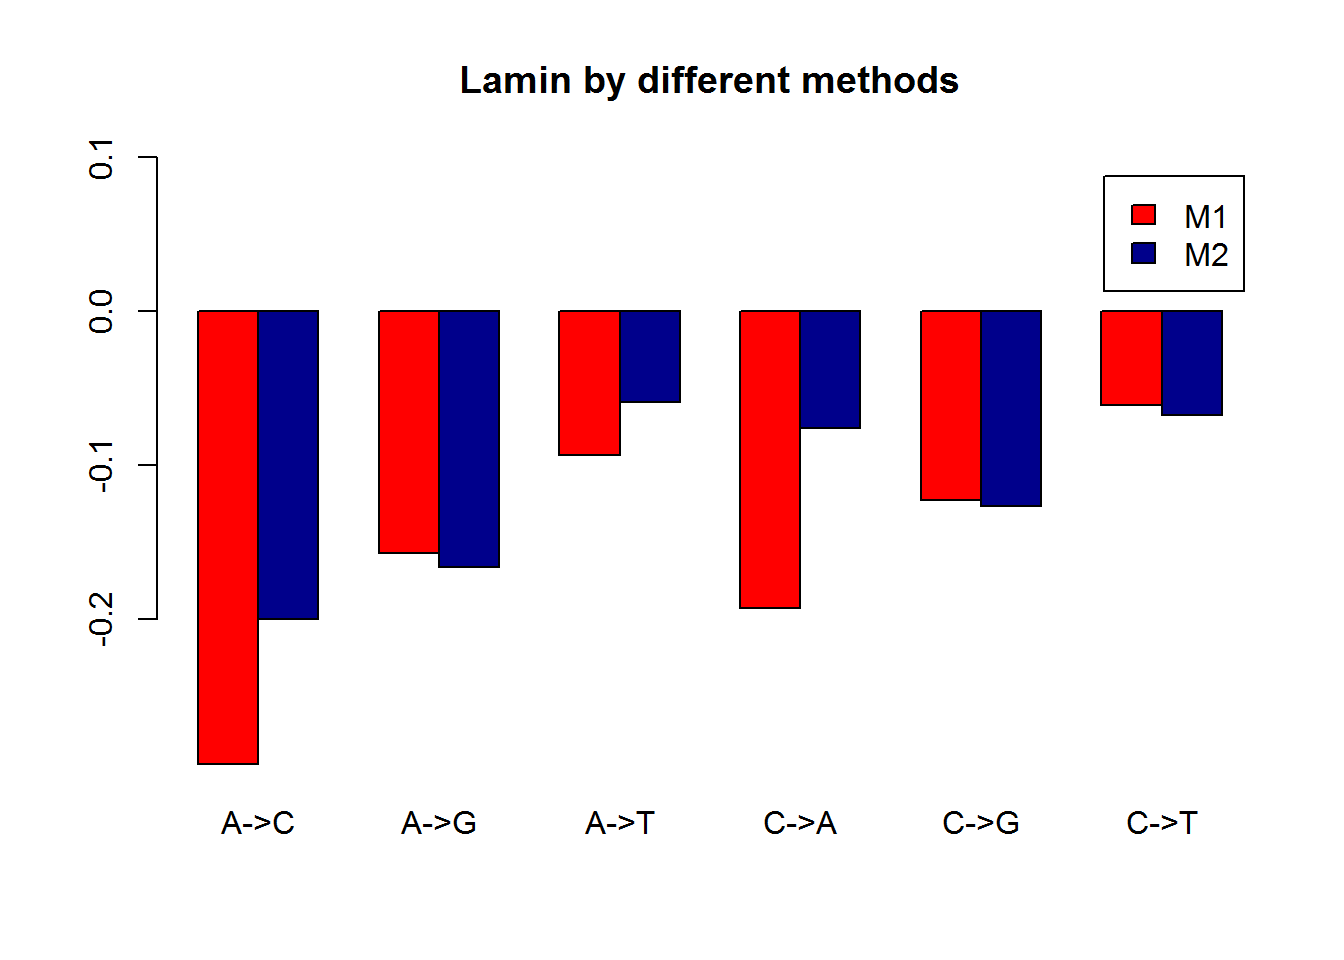 Lamin by different methods
0.1
0.0
-0.1
-0.2
M1
M2
A->C A->G A->T C->A C->G C->T